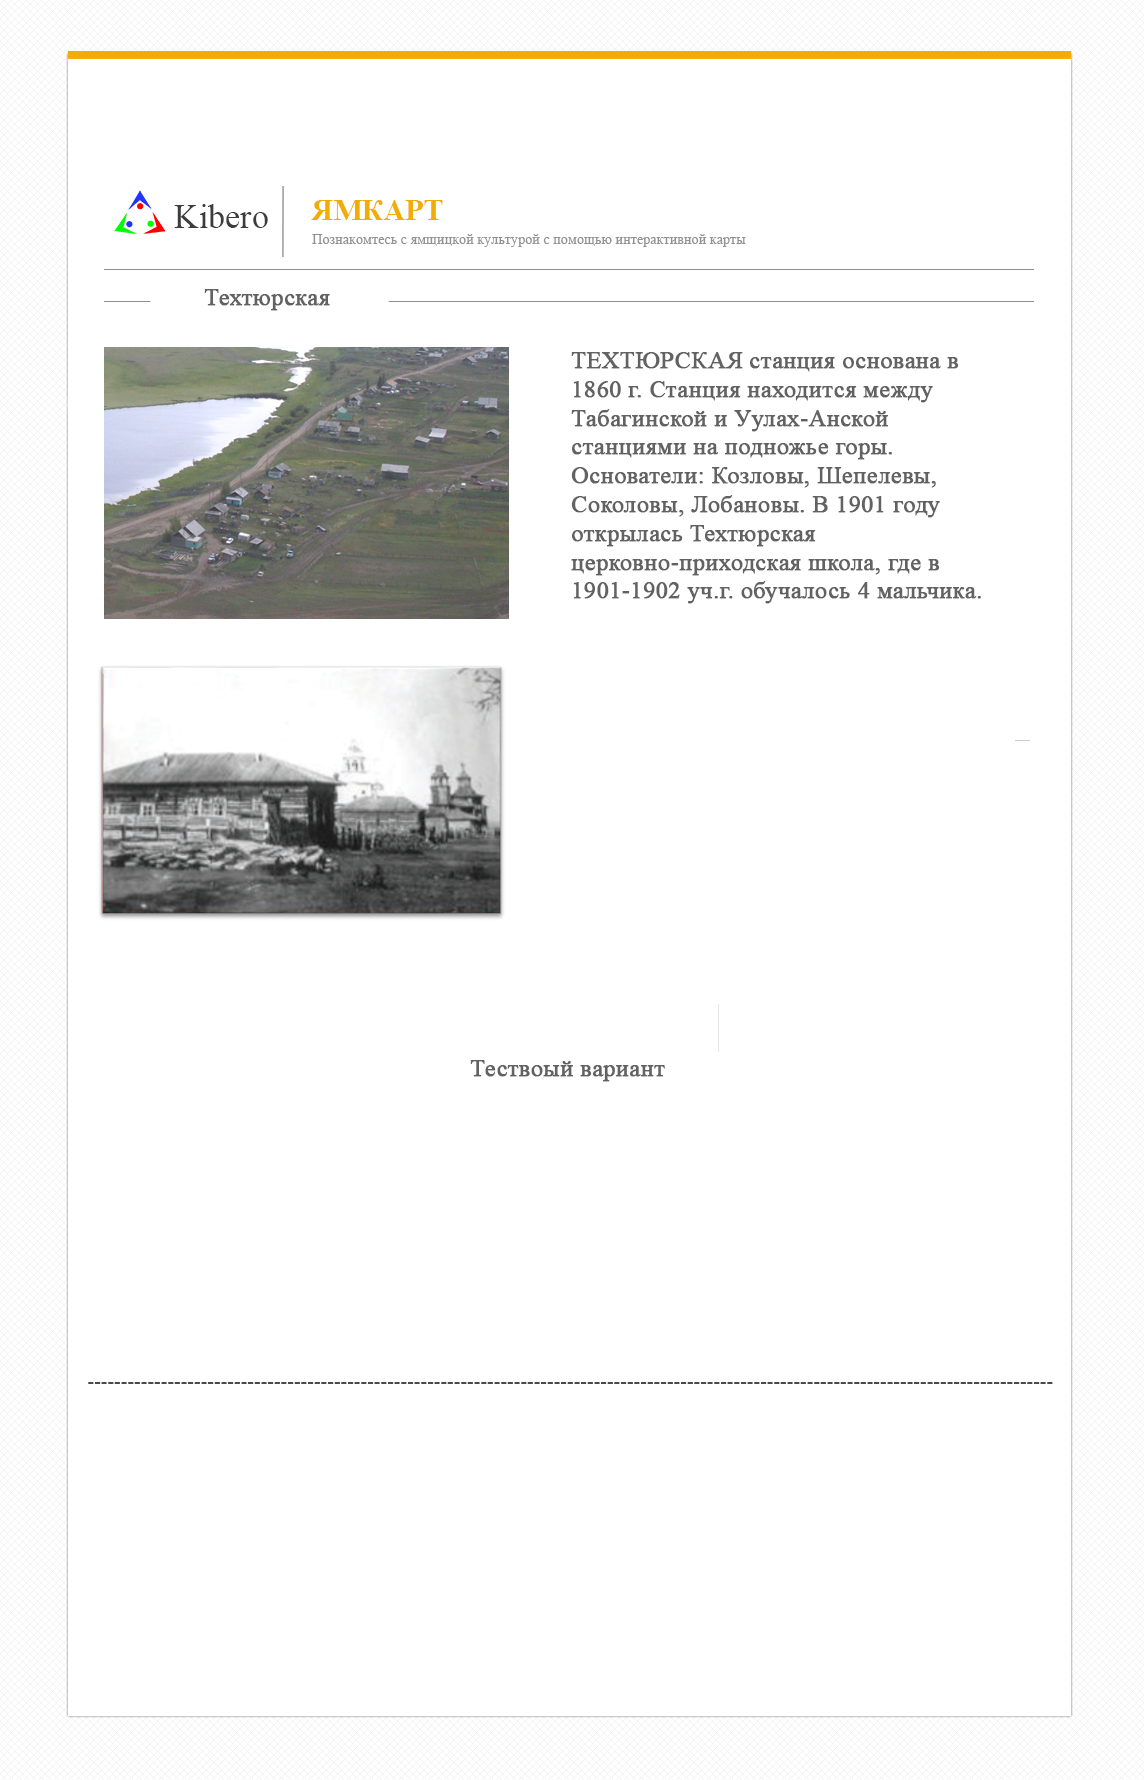 Kibero
ЯМКАРТ
Познакомтесь с ямщицкой культурой с помощью интерактивной карты
Техтюрская
ТЕХТЮРСКАЯ станция основана в
1860 г. Станция находится между
Табагинской и Уулах-Анской
станциями на подножье горы.
Основатели: Козловы, Шепелевы,
Соколовы, Лобановы. В 1901 году
открылась Техтюрская
церковно-приходская школа, где в
1901-1902 уч.г. обучалось 4 мальчика.
Тествоый вариант